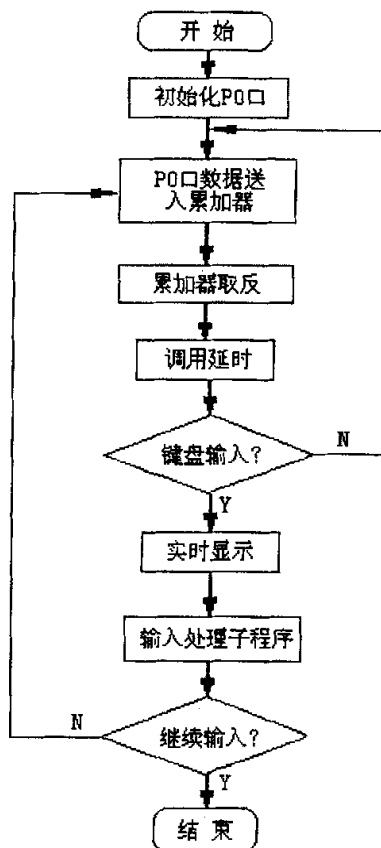 开 始
初始化P0口
P0口数据送
入累加器
累加器取反
调用延时
键盘输入?
N
Y
实时显示
输入处理子程序
继续输入?
N
Y
结 束